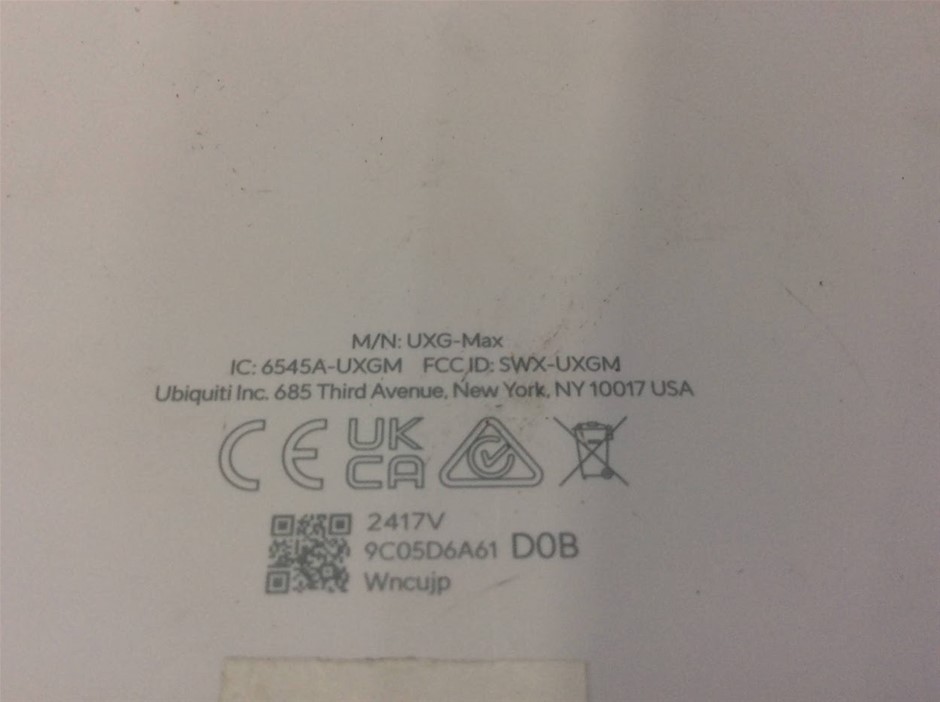 M/N: UXG-Max
IC: 6545A-UXGM FCC ID: SWX-UXGM
Ubiquiti Inc. 685 Third Avenue, New York, NY 10017 USA
CE UK
CA
2417V
9C05D6A61 D0B
Wncujp